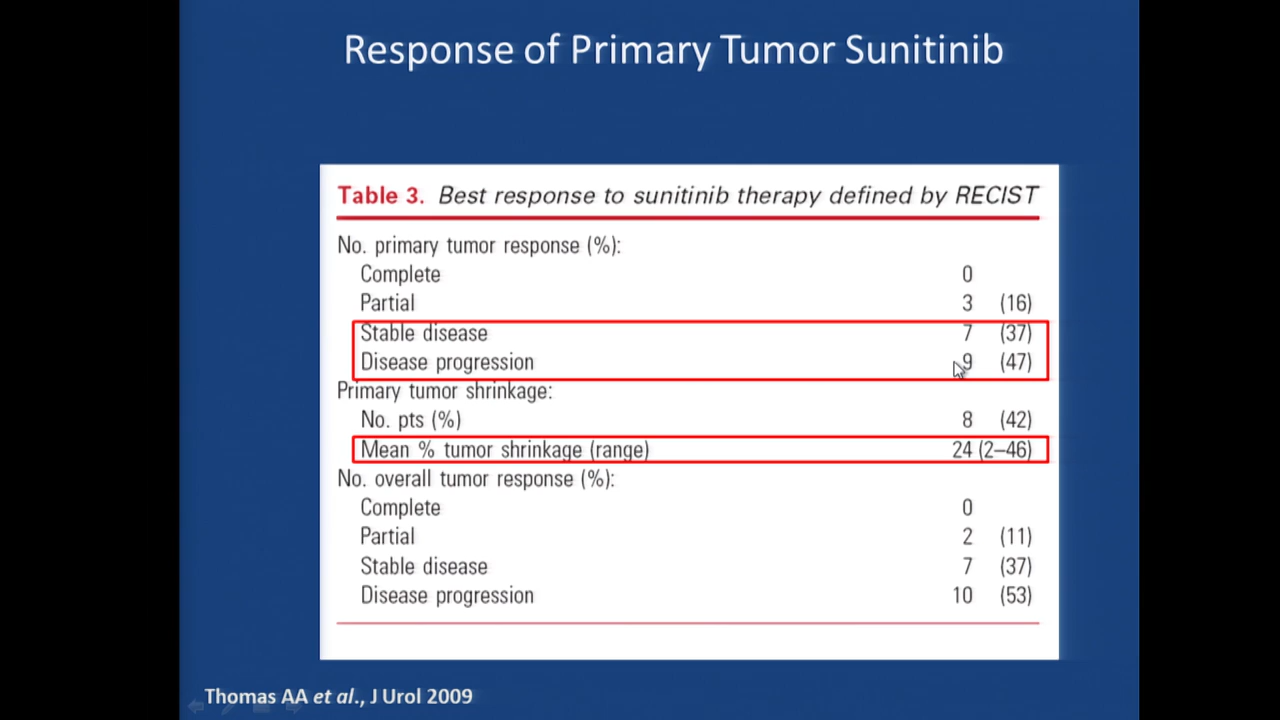 Response of Primary Tumor Sunitinib
Table 3. Best response to sunitinib therapy defined by RECIST
No. primary tumor response (%):
Complete 0
Partial 3 (16)
Stable disease 7 (37)
Disease progression 9 (47)
Primary tumor shrinkage:
No. pts (%) 8 (42)
Mean % tumor shrinkage (range) 24 (2–46)
No. overall tumor response (%):
Complete 0
Partial 2 (11)
Stable disease 7 (37)
Disease progression 10 (53)
Thomas AA et al., J Urol 2009